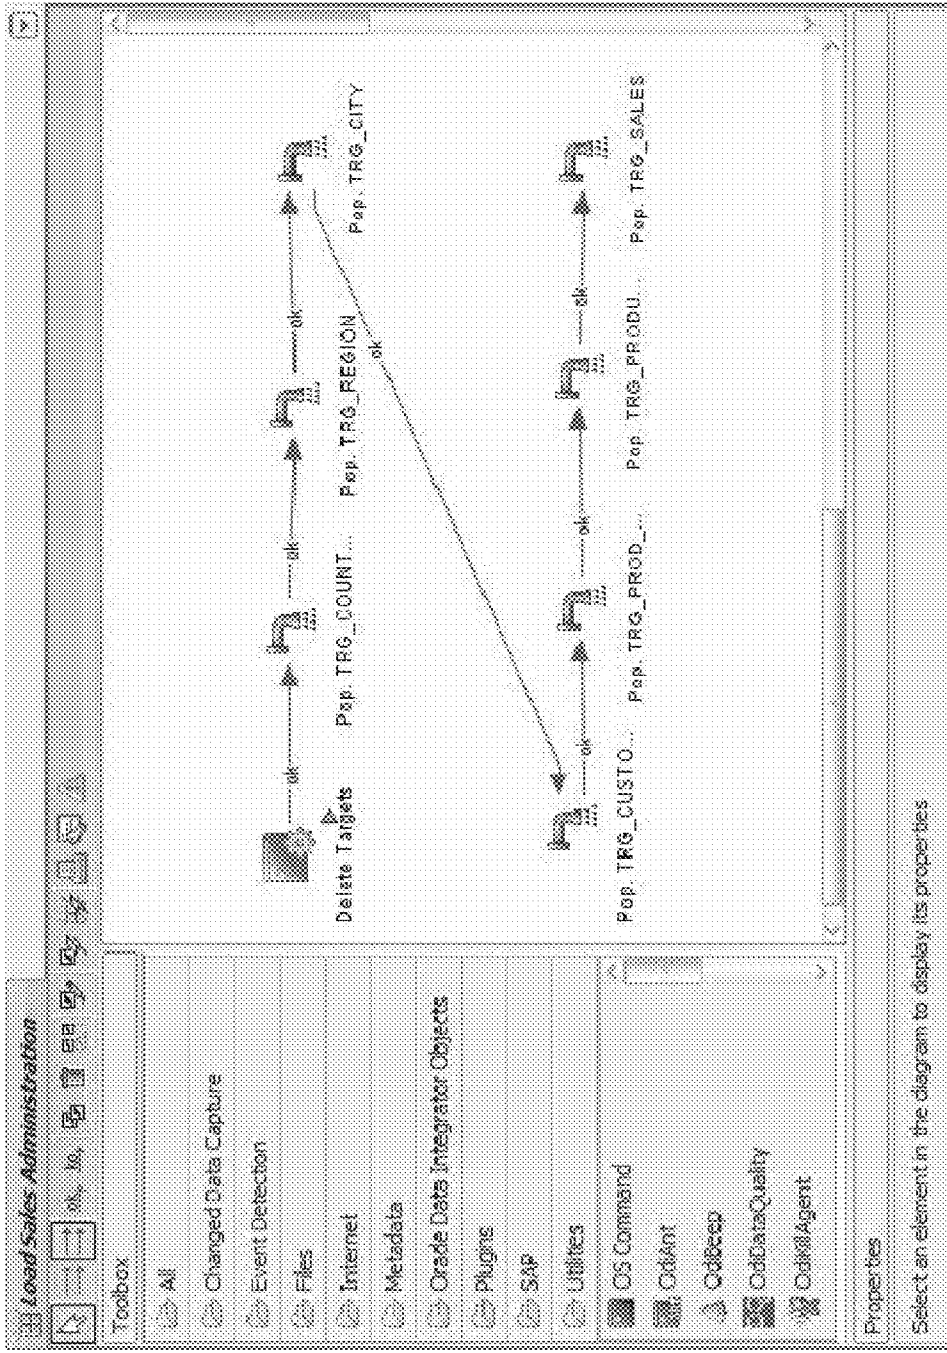 Load Sales Administration
ok
ko
Toolbox
All
Changed Data Capture
Event Detection
Files
Internet
Metadata
Oracle Data Integrator Objects
Plugins
SAP
Utilities
OS Command
OdiAnt
OdiBeep
OdiDataQuality
OdiKillAgent
ok
ok
ok
Delete Targets
Pop. TRG_COUNT...
Pop. TRG_REGION
Pop. TRG_CITY
ok
ok
ok
ok
Pop. TRG_CUSTO...
Pop. TRG_PROD_...
Pop. TRG_PRODU...
Pop. TRG_SALES
Properties
Select an element in the diagram to display its properties